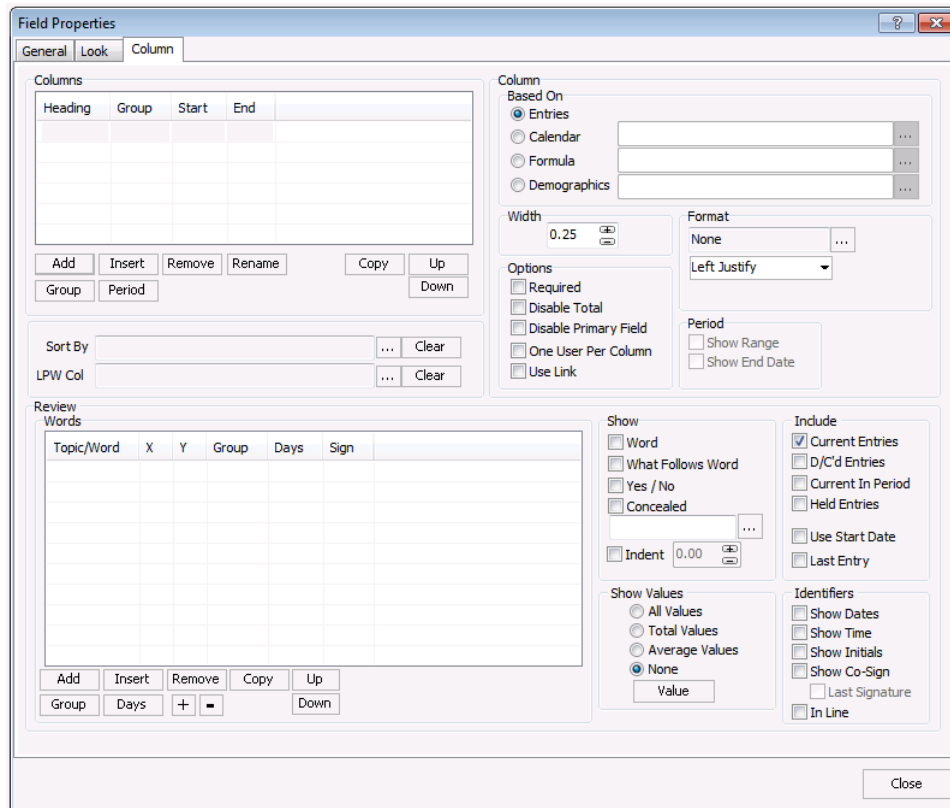 Field Properties
General Look Column
Columns
Heading Group Start End
Add Insert Remove Rename Copy Up
Group Period Down
Sort By ... Clear
LPW Col ... Clear
Column
Based On
Entries
Calendar ...
Formula ...
Demographics ...
Width
0.25
Format
None ...
Left Justify
Options
Required
Disable Total
Disable Primary Field
One User Per Column
Use Link
Period
Show Range
Show End Date
Review
Words
Topic/Word X Y Group Days Sign
Add Insert Remove Copy Up
Group Days + - Down
Show
Word
What Follows Word
Yes / No
Concealed
...
Indent 0.00
Include
Current Entries
D/C'd Entries
Current In Period
Held Entries
Use Start Date
Last Entry
Show Values
All Values
Total Values
Average Values
None
Value
Identifiers
Show Dates
Show Time
Show Initials
Show Co-Sign
Last Signature
In Line
Close